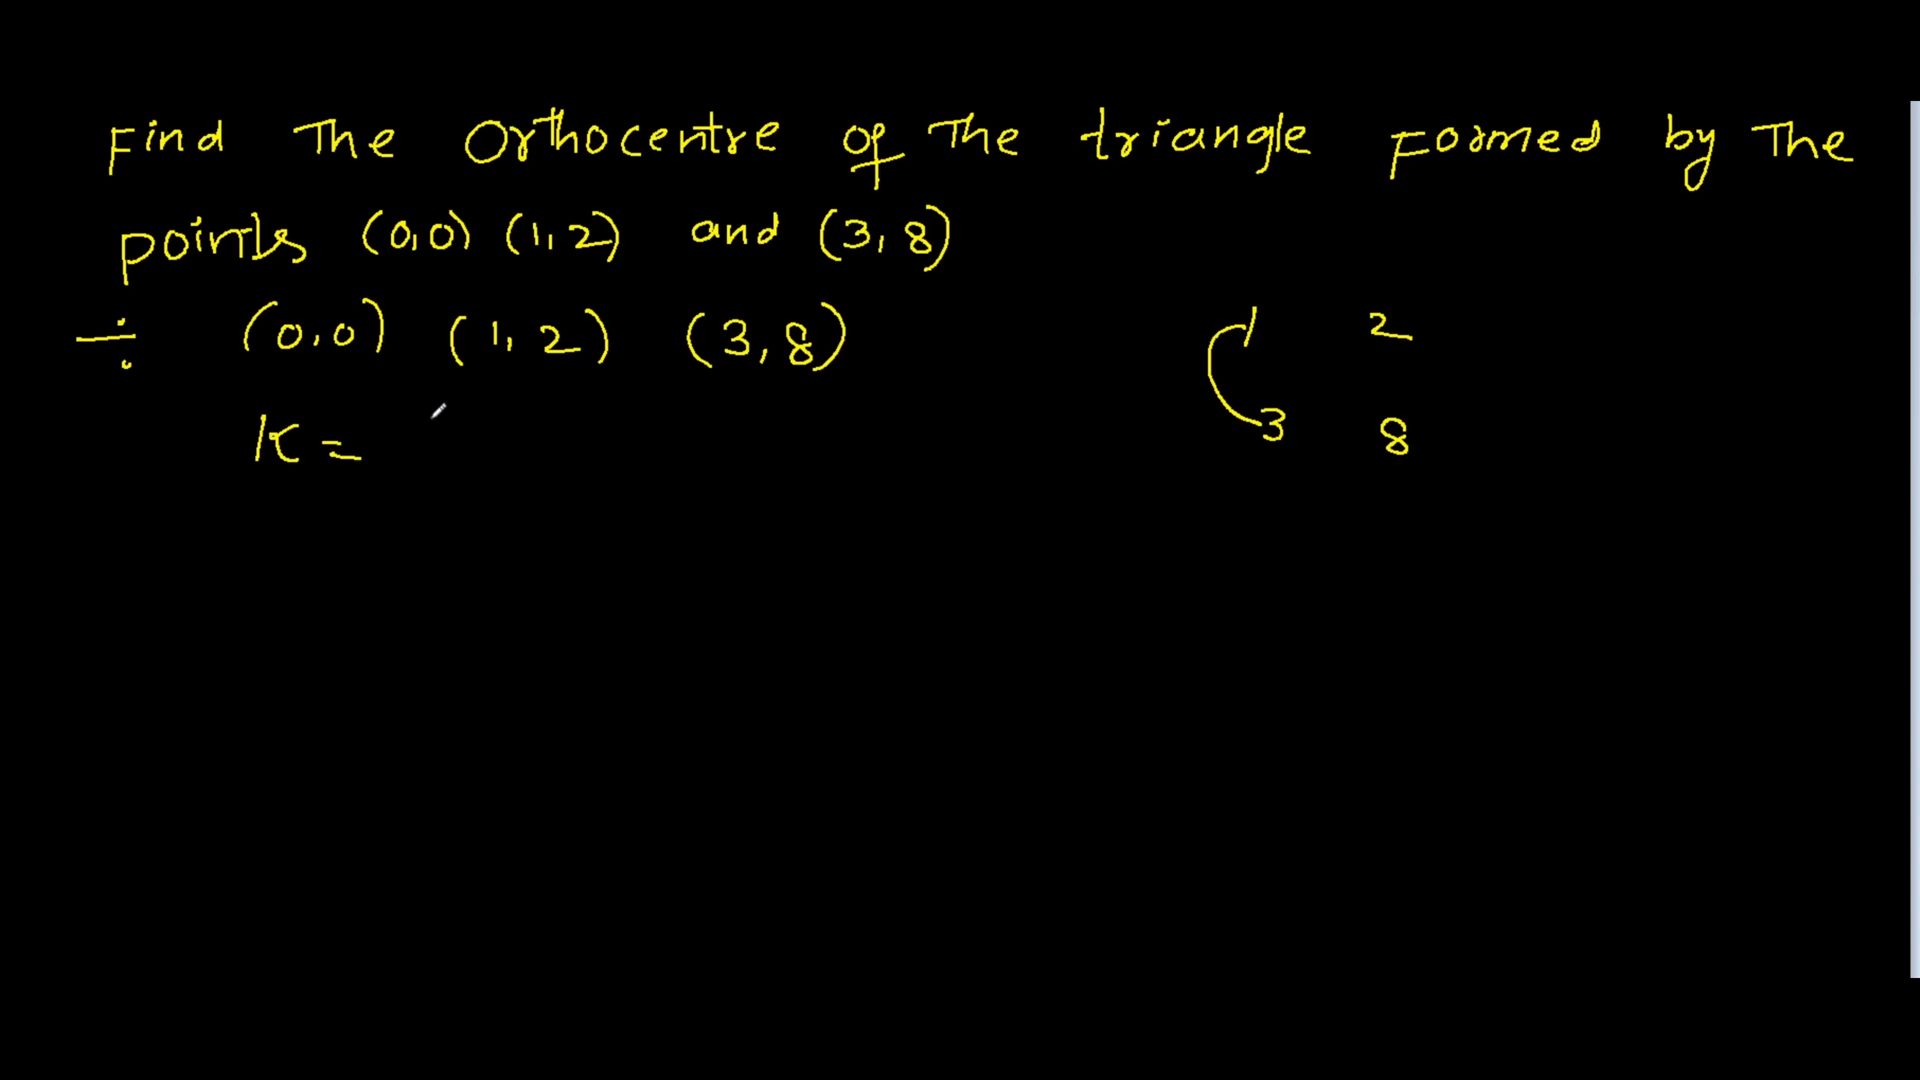 Find The Orthocentre of The triangle Formed by The
points (0,0) (1,2) and (3,8)
÷ (0,0) (1,2) (3,8)
1 2
3 8
K =